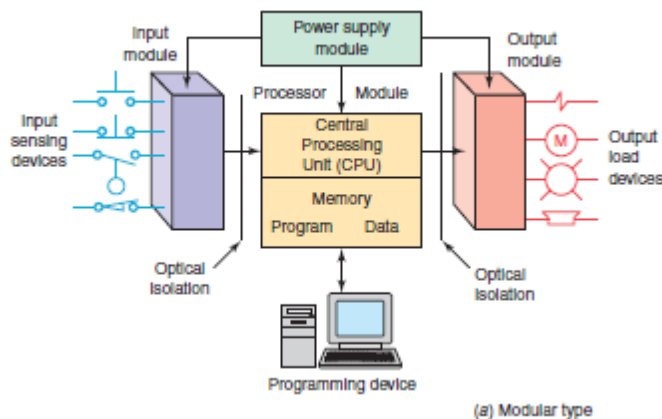 Input
module
Power supply
module
Output
module
Processor Module
Input
sensing
devices
Central
Processing
Unit (CPU)
M
Output
load
devices
Memory
Program Data
Optical
Isolation
Optical
Isolation
Programming device
(a) Modular type